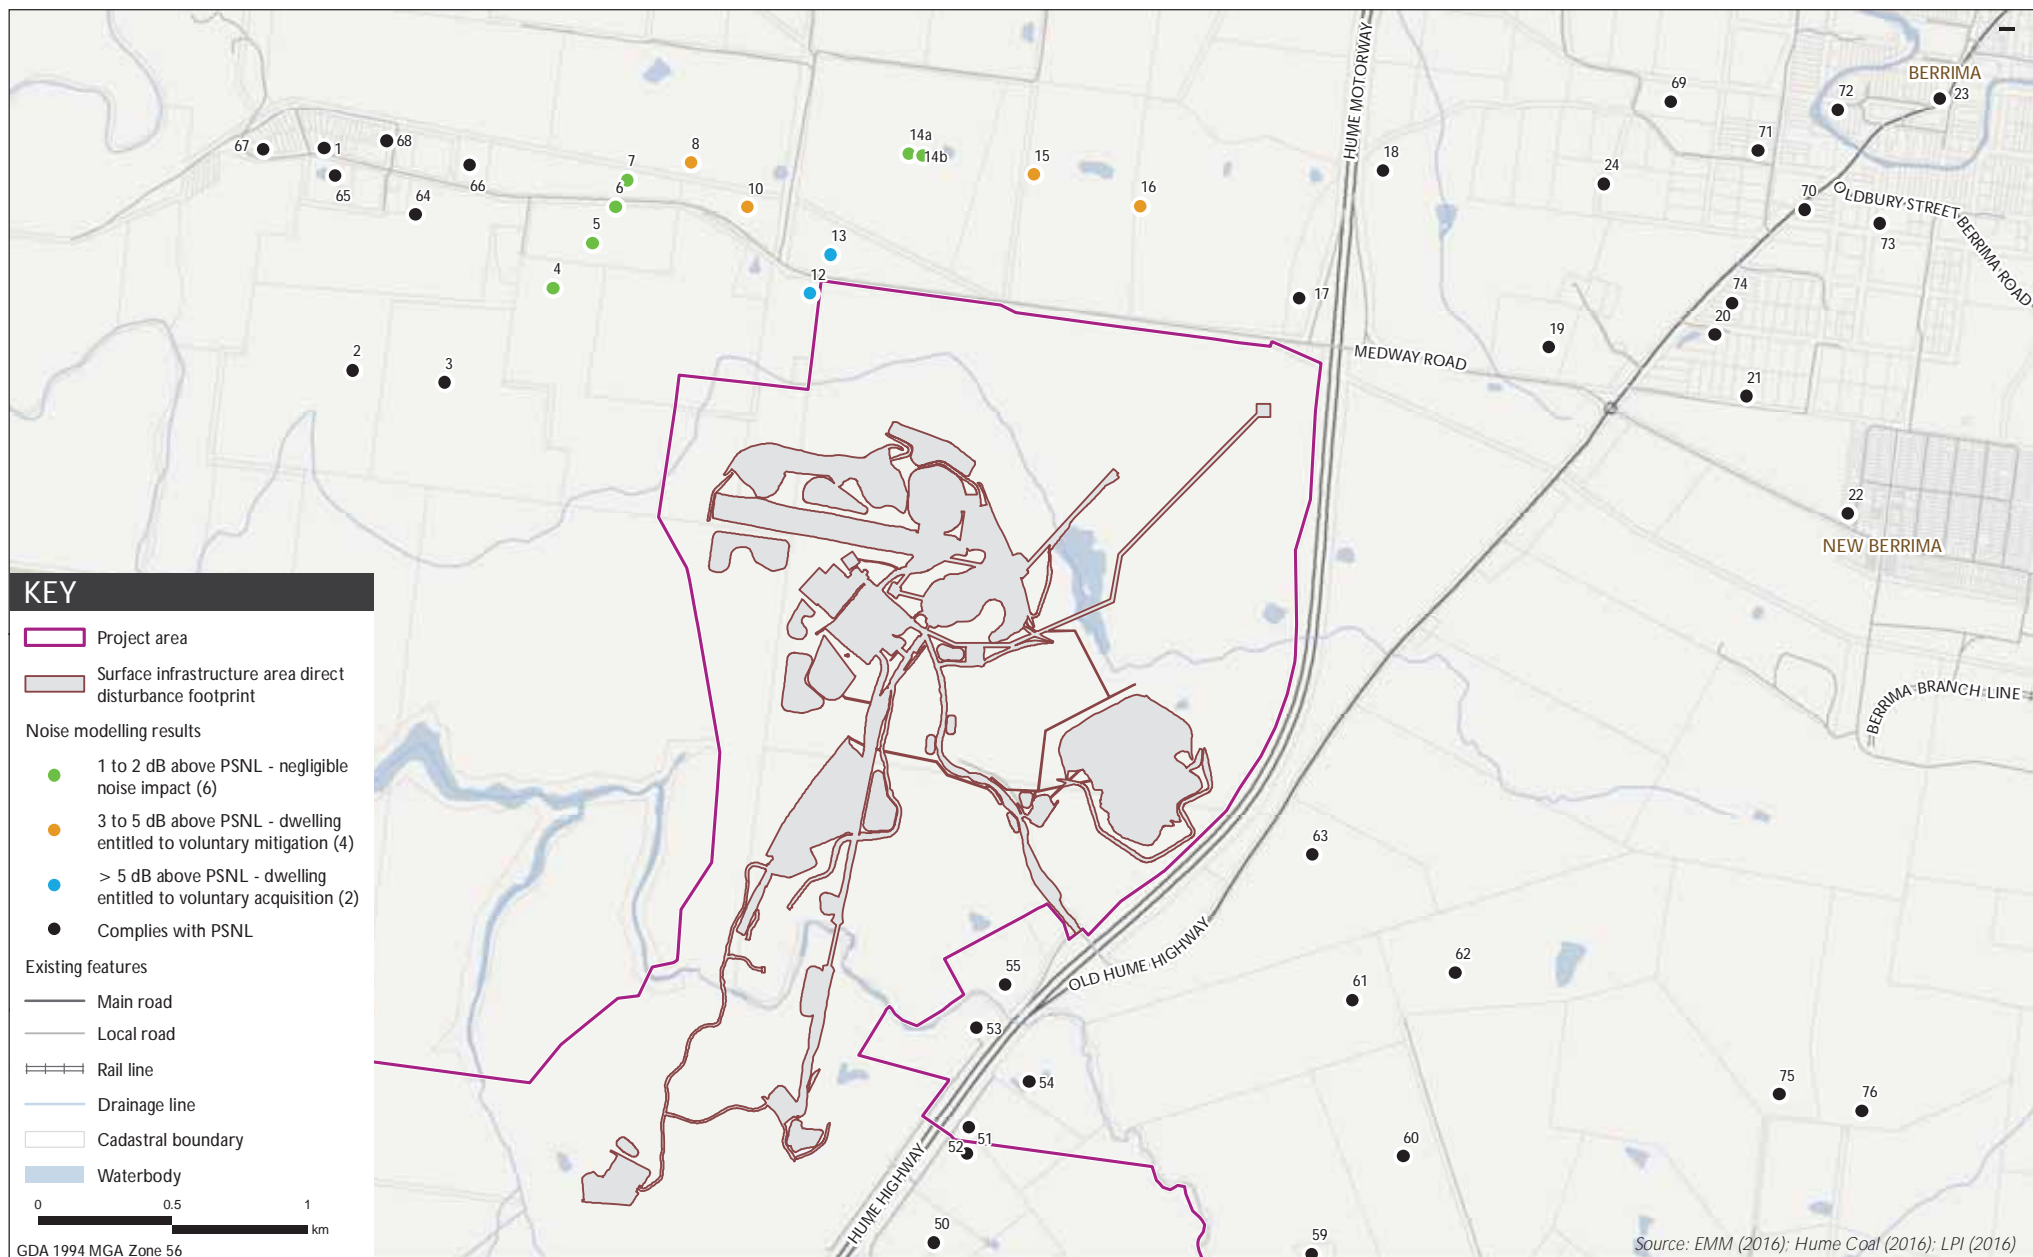 HUME MOTORWAY
BERRIMA
69
72
23
67
1
68
14a
14b
71
65
66
7
8
15
18
24
64
6
10
16
70
OLDBURY STREET
BERRIMA ROAD
5
13
73
4
12
17
74
20
19
2
3
MEDWAY ROAD
21
22
NEW BERRIMA
KEY
Project area
Surface infrastructure area direct
disturbance footprint
Noise modelling results
1 to 2 dB above PSNL - negligible
noise impact (6)
3 to 5 dB above PSNL - dwelling
entitled to voluntary mitigation (4)
> 5 dB above PSNL - dwelling
entitled to voluntary acquisition (2)
Complies with PSNL
Existing features
Main road
Local road
Rail line
Drainage line
Cadastral boundary
Waterbody
0 0.5 1
km
GDA 1994 MGA Zone 56
BERRIMA BRANCH LINE
63
OLD HUME HIGHWAY
62
61
55
53
54
75
76
51
52
60
HUME HIGHWAY
50
59
Source: EMM (2016); Hume Coal (2016); LPI (2016)